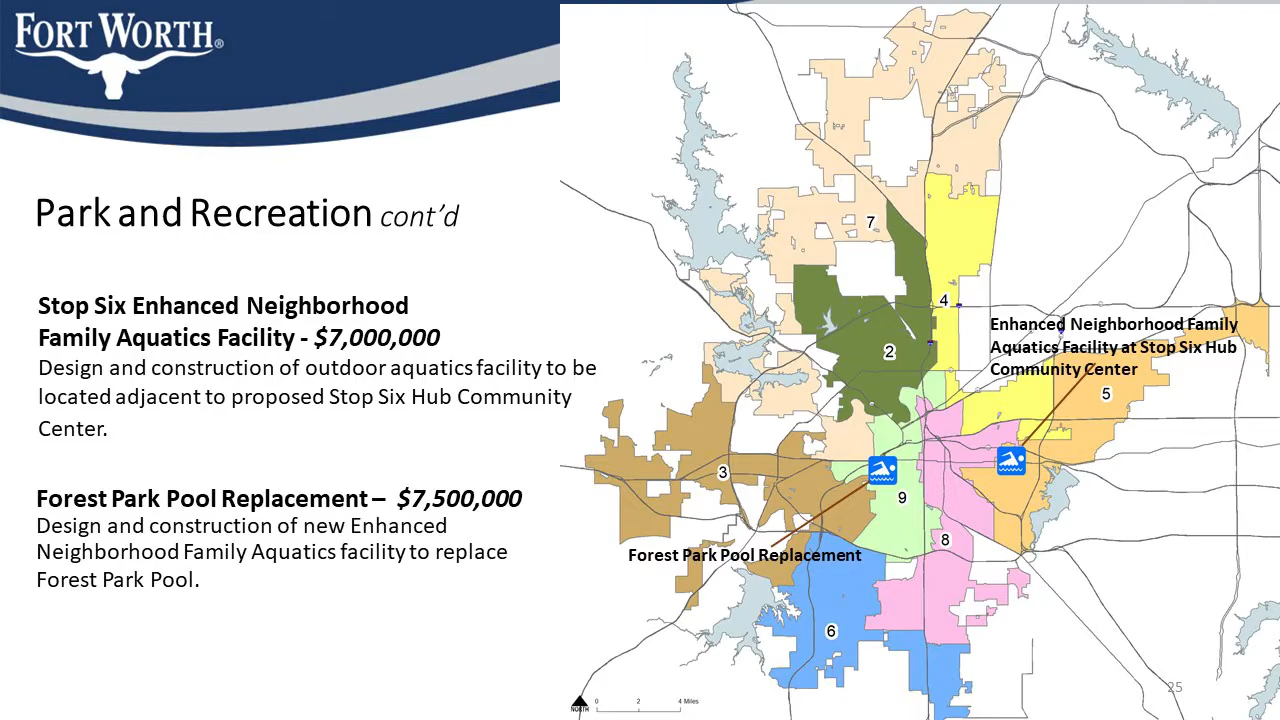 FORT WORTH®
Park and Recreation cont’d
Stop Six Enhanced Neighborhood
Family Aquatics Facility - $7,000,000
Design and construction of outdoor aquatics facility to be
located adjacent to proposed Stop Six Hub Community
Center.
Forest Park Pool Replacement – $7,500,000
Design and construction of new Enhanced
Neighborhood Family Aquatics facility to replace
Forest Park Pool.
7
4
Enhanced Neighborhood Family
Aquatics Facility at Stop Six Hub
Community Center
2
5
3
9
8
Forest Park Pool Replacement
6
25
NORTH
0 2 4 Miles